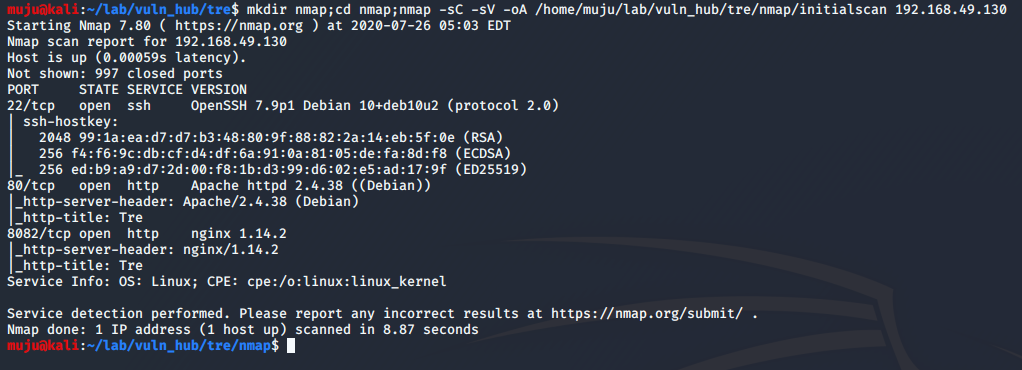 muju@kali:~/lab/vuln_hub/tre$ mkdir nmap;cd nmap;nmap -sC -sV -oA /home/muju/lab/vuln_hub/tre/nmap/initialscan 192.168.49.130
Starting Nmap 7.80 ( https://nmap.org ) at 2020-07-26 05:03 EDT
Nmap scan report for 192.168.49.130
Host is up (0.00059s latency).
Not shown: 997 closed ports
PORT     STATE SERVICE VERSION
22/tcp   open  ssh     OpenSSH 7.9p1 Debian 10+deb10u2 (protocol 2.0)
| ssh-hostkey:
|   2048 99:1a:ea:d7:d7:b3:48:80:9f:88:82:2a:14:eb:5f:0e (RSA)
|   256 f4:f6:9c:db:cf:d4:df:6a:91:0a:81:05:de:fa:8d:f8 (ECDSA)
|_  256 ed:b9:a9:d7:2d:00:f8:1b:d3:99:d6:02:e5:ad:17:9f (ED25519)
80/tcp   open  http    Apache httpd 2.4.38 ((Debian))
|_http-server-header: Apache/2.4.38 (Debian)
|_http-title: Tre
8082/tcp open  http    nginx 1.14.2
|_http-server-header: nginx/1.14.2
|_http-title: Tre
Service Info: OS: Linux; CPE: cpe:/o:linux:linux_kernel

Service detection performed. Please report any incorrect results at https://nmap.org/submit/ .
Nmap done: 1 IP address (1 host up) scanned in 8.87 seconds
muju@kali:~/lab/vuln_hub/tre/nmap$